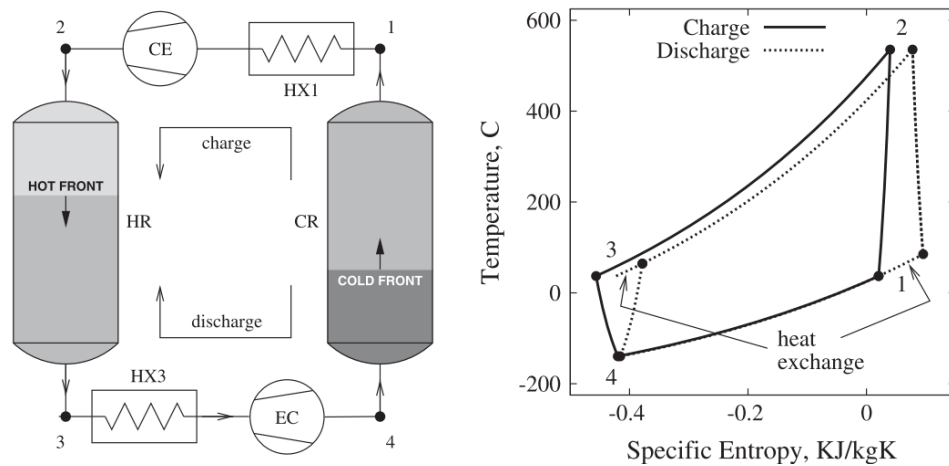 2
CE
1
HX1
charge
HOT FRONT
HR
CR
COLD FRONT
discharge
HX3
3
EC
4
Temperature, C
600
400
200
0
-200
Charge
Discharge
2
3
1
4
heat
exchange
-0.4
-0.2
0
Specific Entropy, KJ/kgK